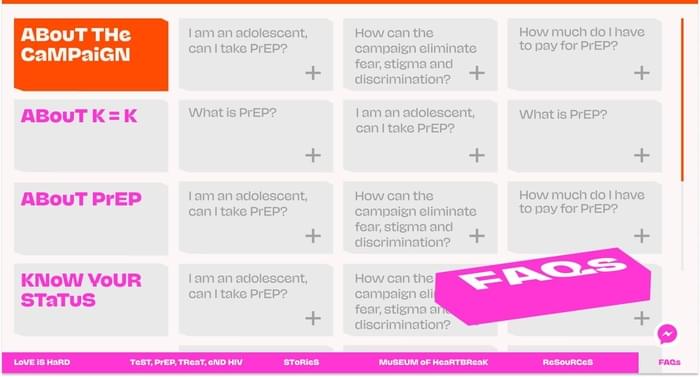 ABouT THe
CaMPaiGN
I am an adolescent,
can I take PrEP?
How can the
campaign eliminate
fear, stigma and
discrimination?
How much do I have
to pay for PrEP?
ABouT K = K
What is PrEP?
I am an adolescent,
can I take PrEP?
What is PrEP?
ABouT PrEP
I am an adolescent,
can I take PrEP?
How can the
campaign eliminate
fear, stigma and
discrimination?
How much do I have
to pay for PrEP?
KNoW YoUR
STaTuS
I am an adolescent,
can I take PrEP?
How can the
campaign eli
fear, stigma an
discrimination?
FAQs
LoVE iS HaRD
TeST, PrEP, TReaT, eND HIV
SToRieS
MuSEUM oF HeaRTBReaK
ReSouRCeS
FAQs